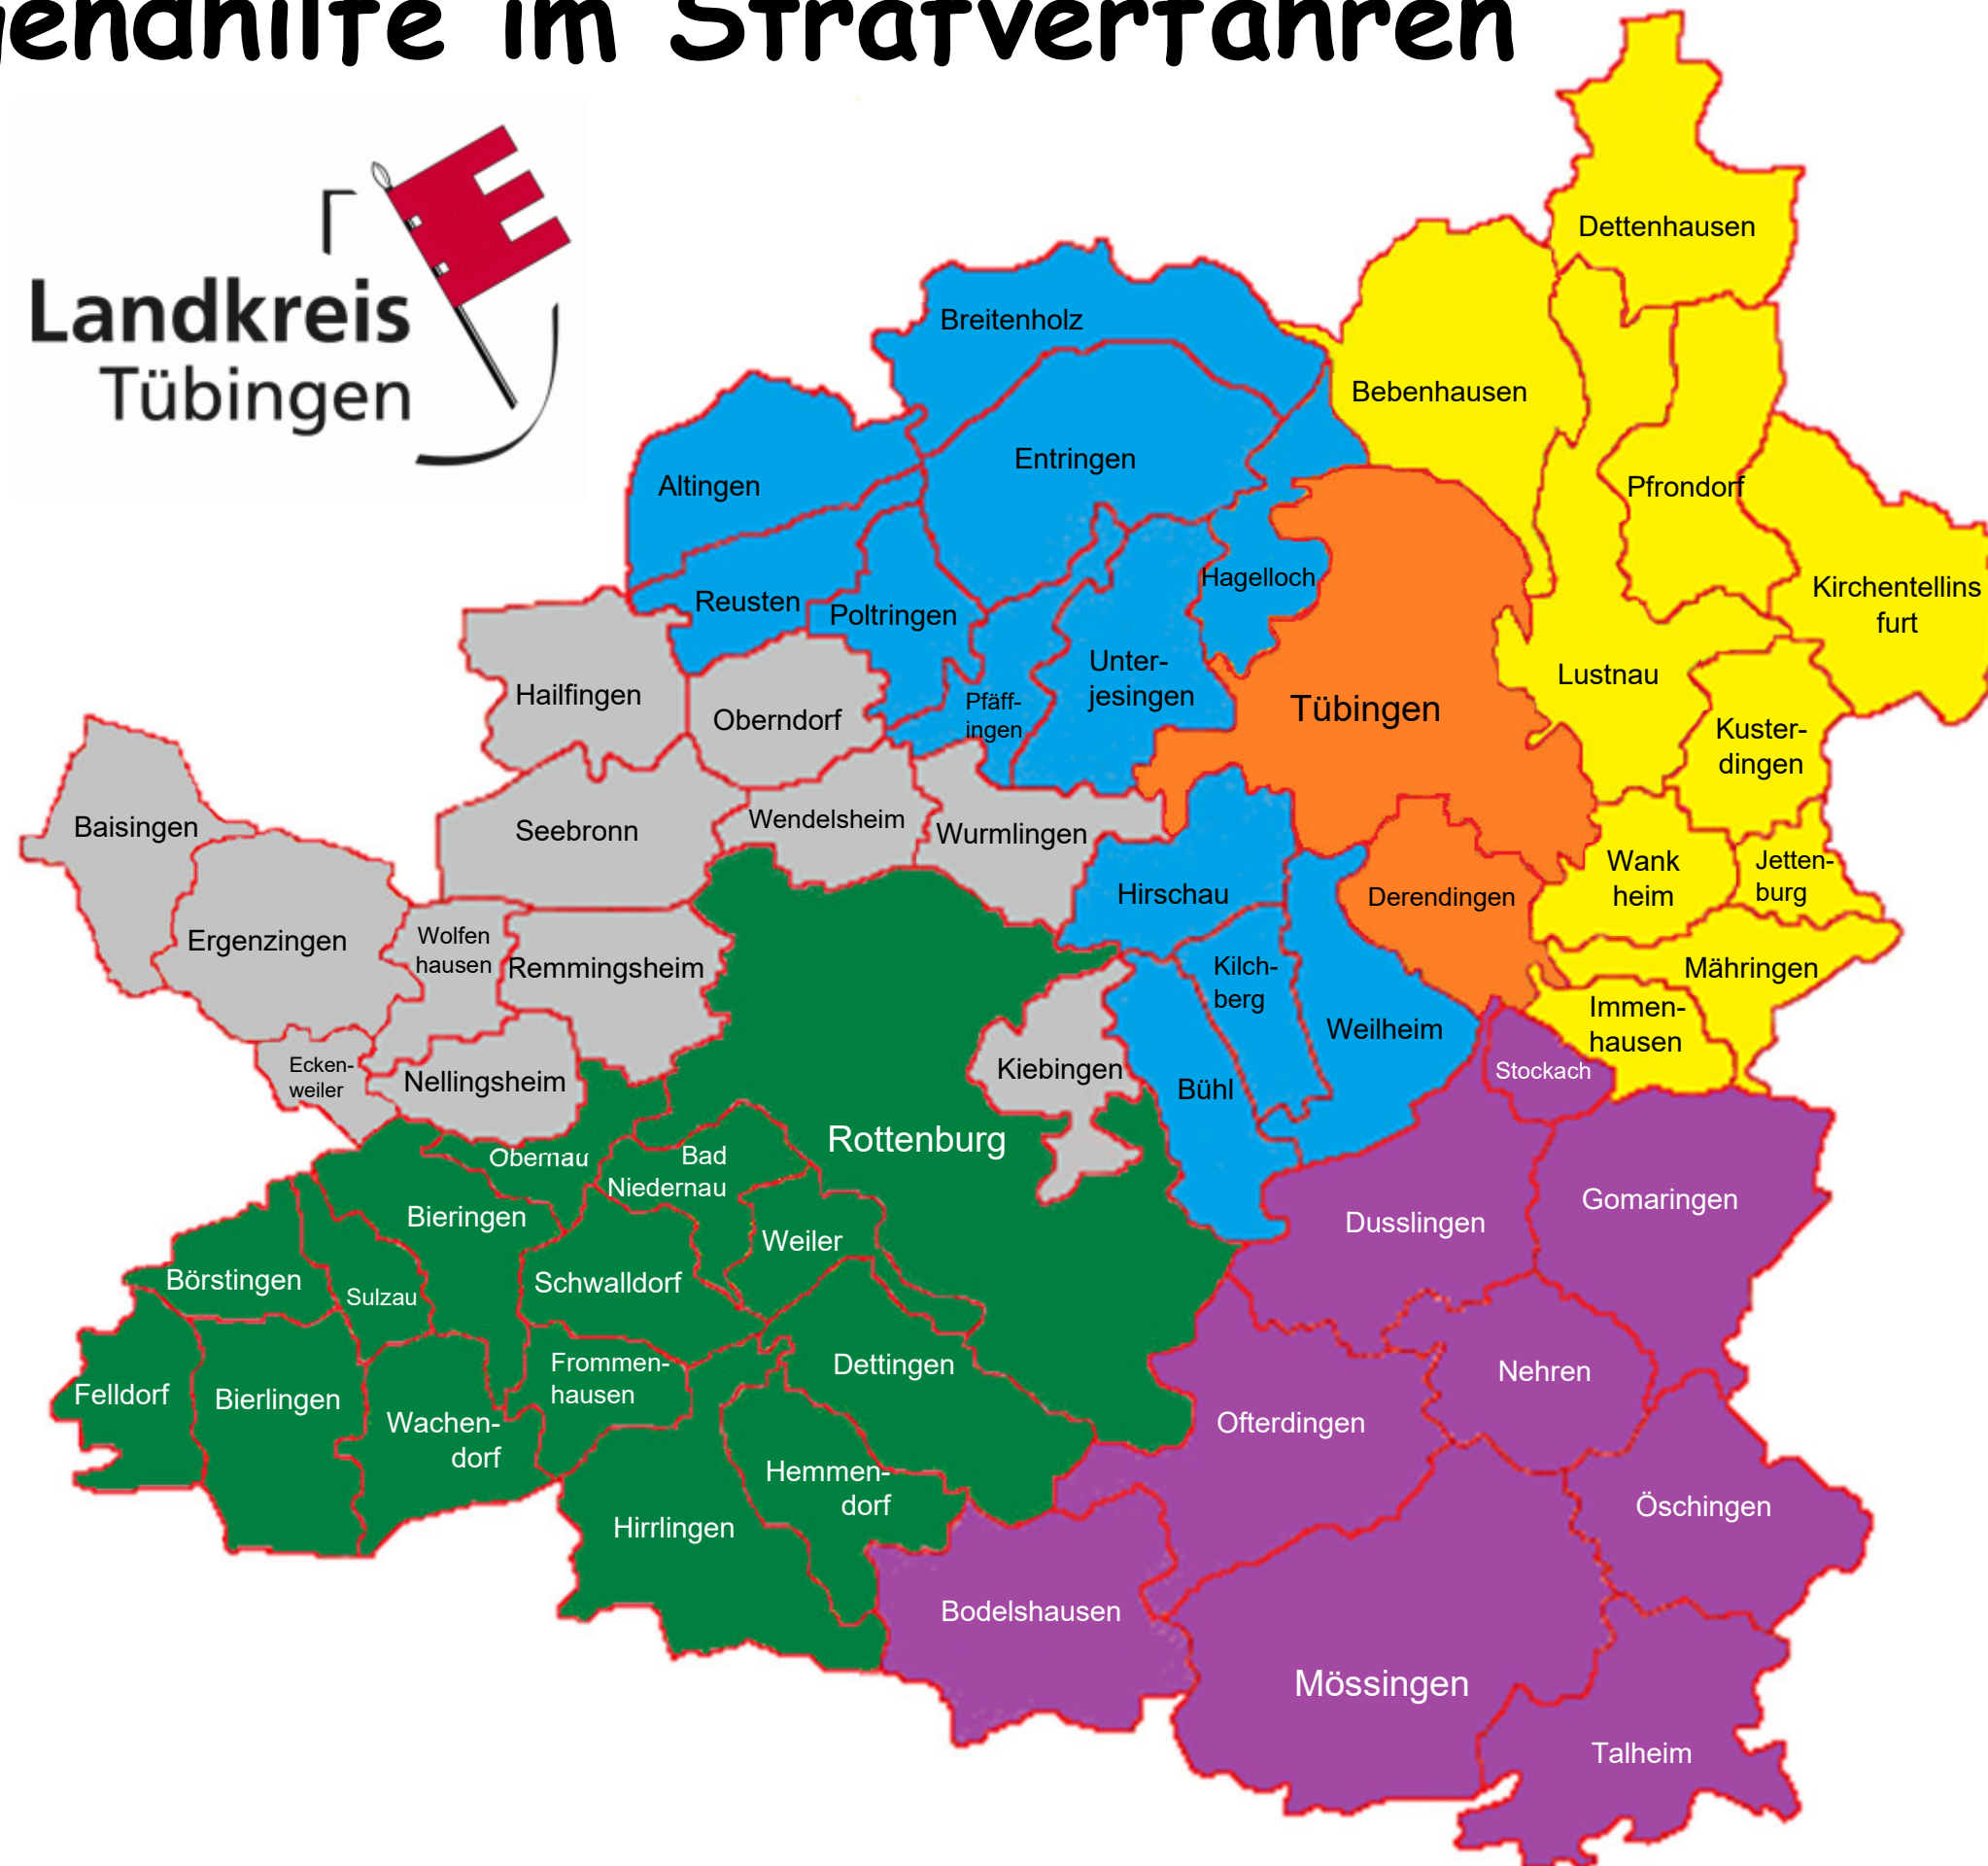 gendhilfe im Strafverfahren
Landkreis
Tübingen
Dettenhausen
Breitenholz
Bebenhausen
Entringen
Altingen
Pfrondorf
Hagelloch
Kirchentellins
furt
Reusten
Poltringen
Unter-
jesingen
Lustnau
Hailfingen
Pfäff-
ingen
Tübingen
Oberndorf
Kuster-
dingen
Baisingen
Seebronn
Wendelsheim
Wurmlingen
Wank
heim
Jetten-
burg
Hirschau
Derendingen
Ergenzingen
Wolfen
hausen
Remmingsheim
Kilch-
berg
Mähringen
Immen-
hausen
Weilheim
Ecken-
weiler
Nellingsheim
Kiebingen
Bühl
Stockach
Rottenburg
Obernau
Bad
Niedernau
Bieringen
Weiler
Dusslingen
Gomaringen
Börstingen
Sulzau
Schwalldorf
Frommen-
hausen
Dettingen
Nehren
Felldorf
Bierlingen
Wachen-
dorf
Ofterdingen
Hemmen-
dorf
Hirrlingen
Öschingen
Bodelshausen
Mössingen
Talheim